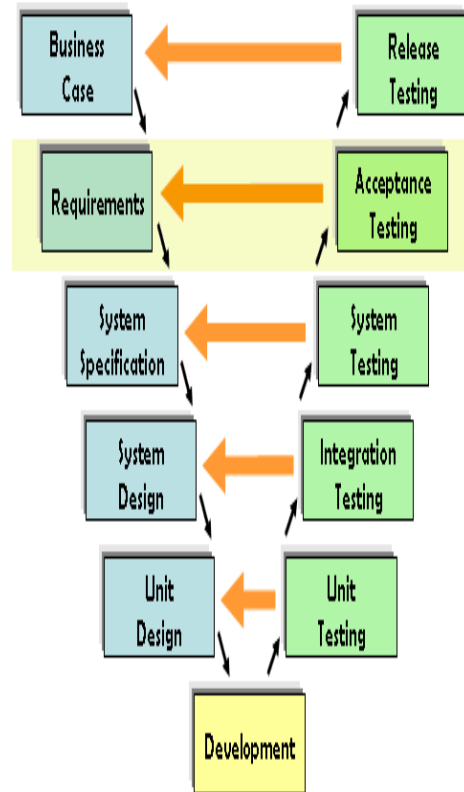 Business
Case
Release
Testing
Requirements
Acceptance
Testing
System
Specification
System
Testing
System
Design
Integration
Testing
Unit
Design
Unit
Testing
Development